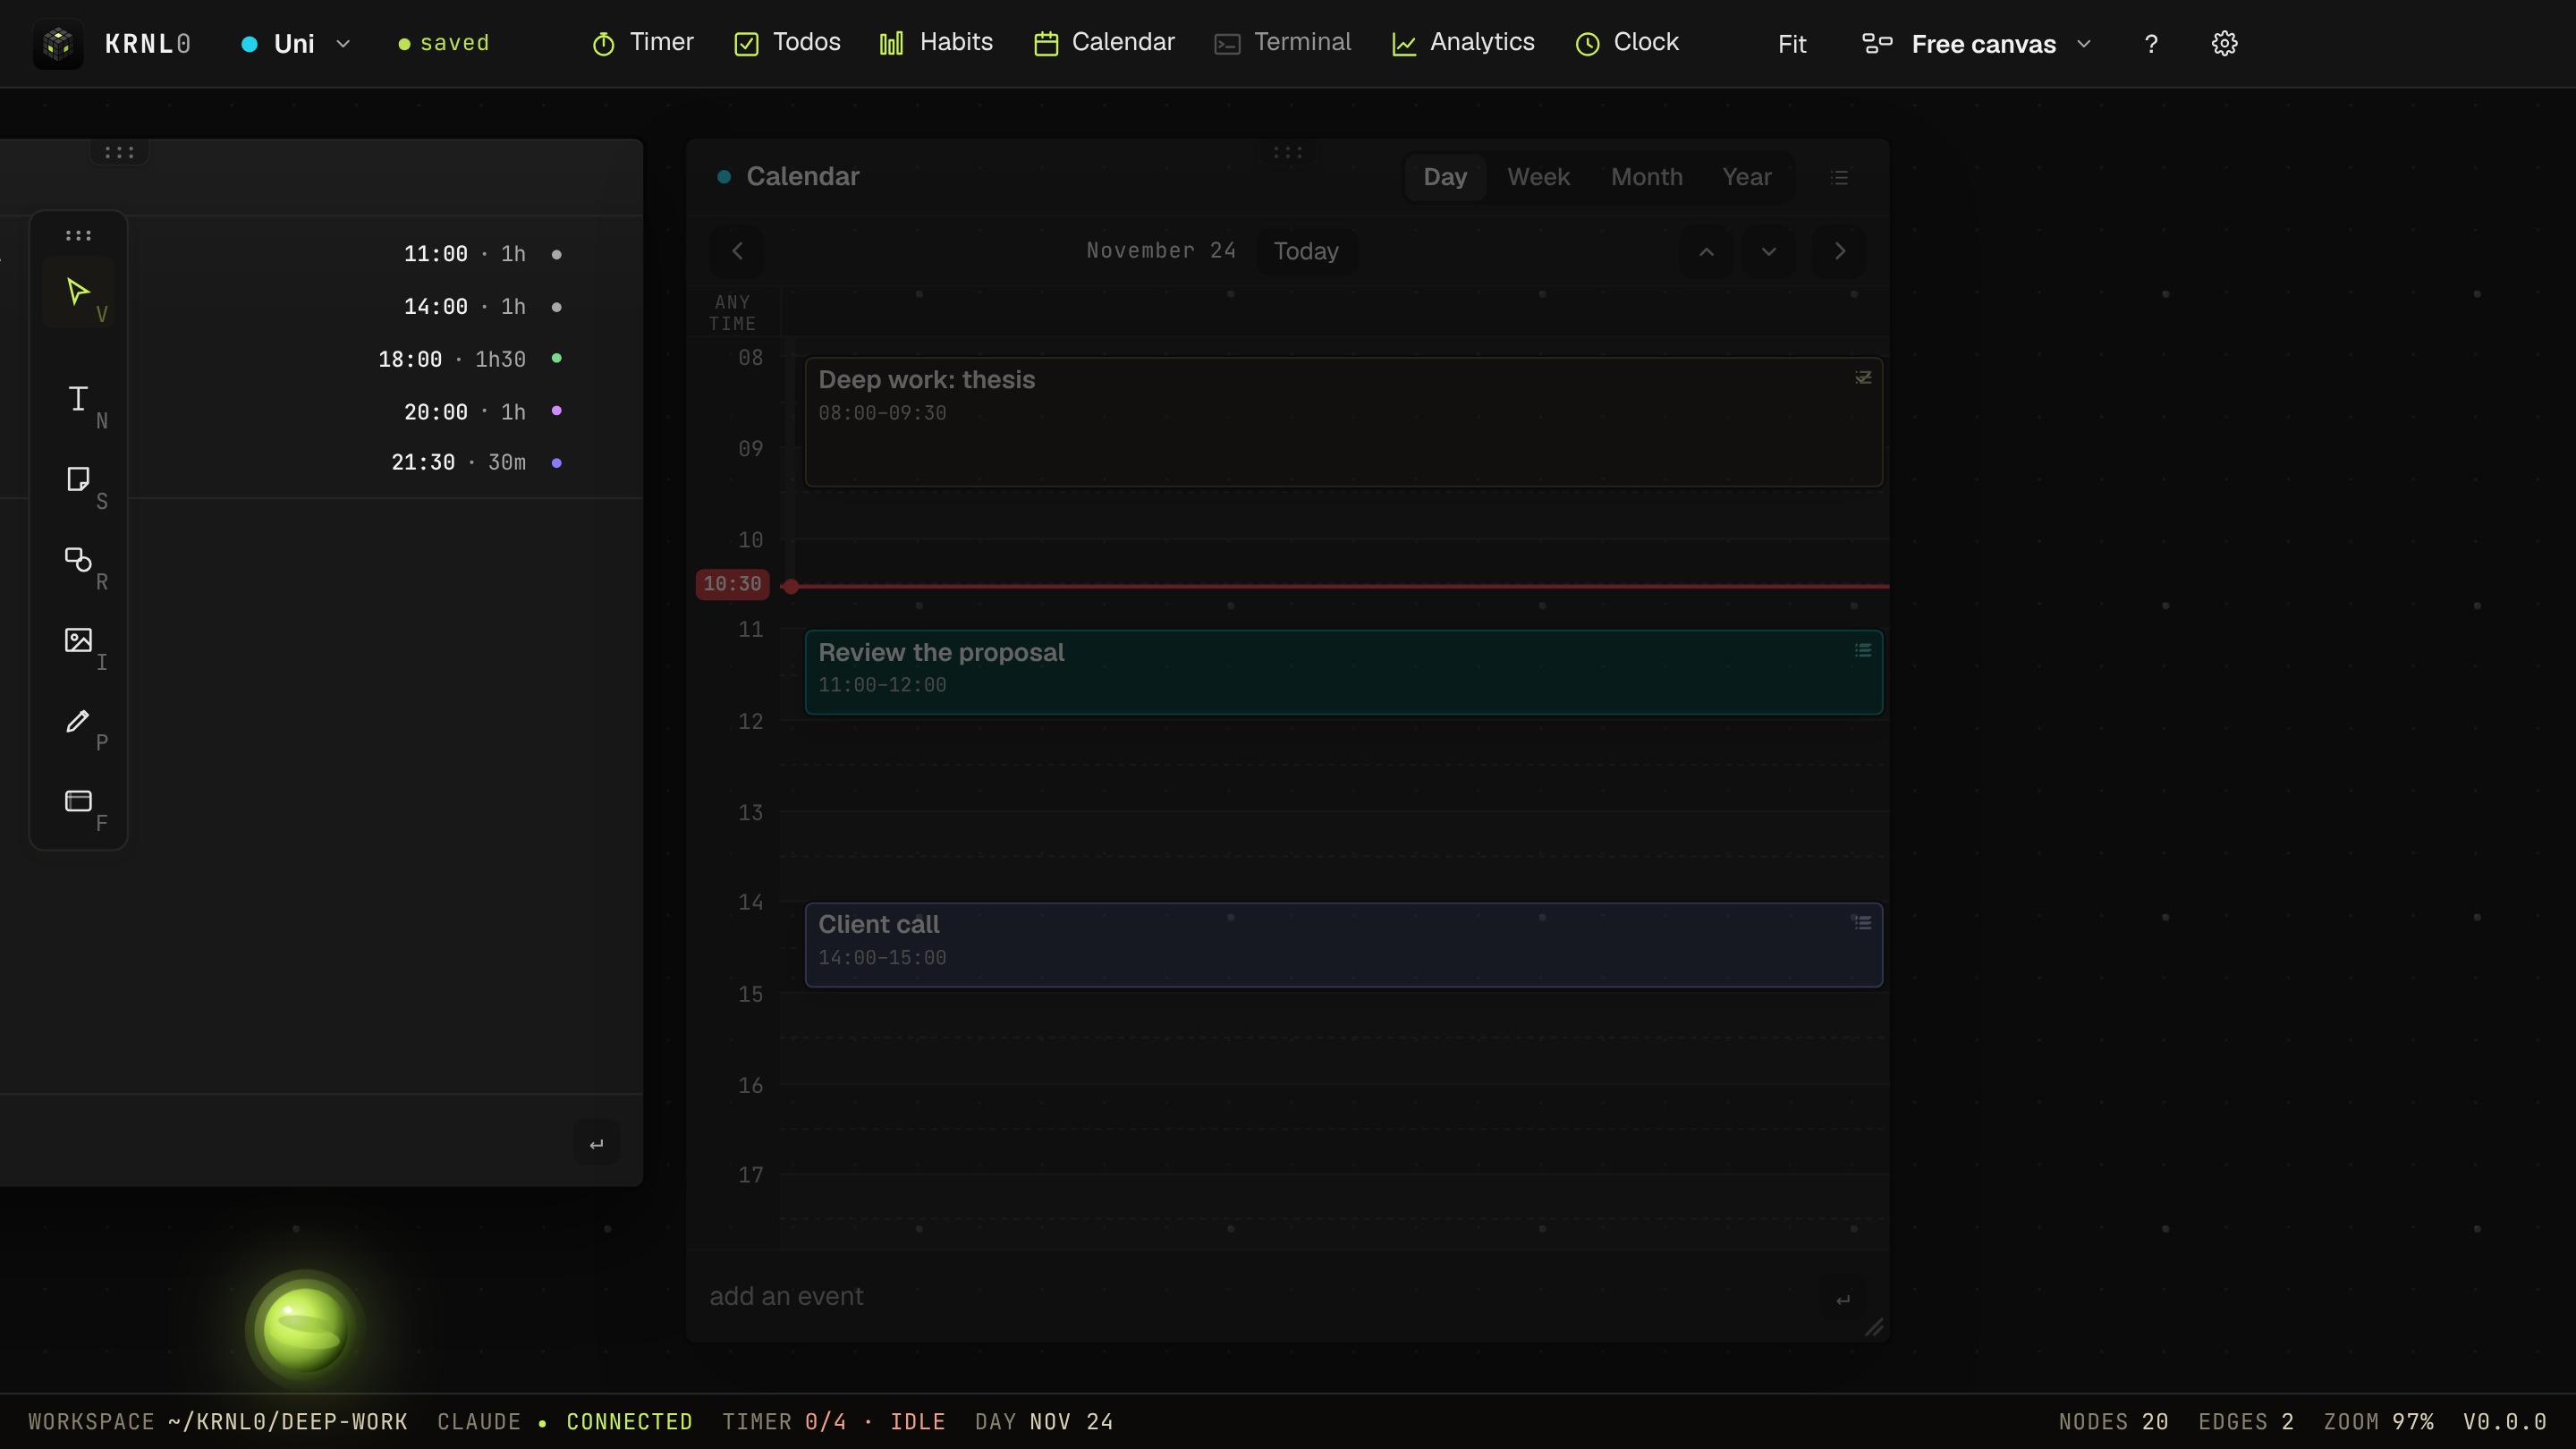 KRNL0 Uni saved Timer Todos Habits Calendar Terminal Analytics Clock Fit Free canvas ?
V
N
S
R
I
P
F
11:00 · 1h
14:00 · 1h
18:00 · 1h30
20:00 · 1h
21:30 · 30m
Calendar Day Week Month Year
November 24 Today
ANY
TIME
08
Deep work: thesis
08:00–09:30
09
10
10:30
11
Review the proposal
11:00–12:00
12
13
14
Client call
14:00–15:00
15
16
17
add an event
WORKSPACE ~/KRNL0/DEEP-WORK CLAUDE • CONNECTED TIMER 0/4 · IDLE DAY NOV 24 NODES 20 EDGES 2 ZOOM 97% V0.0.0